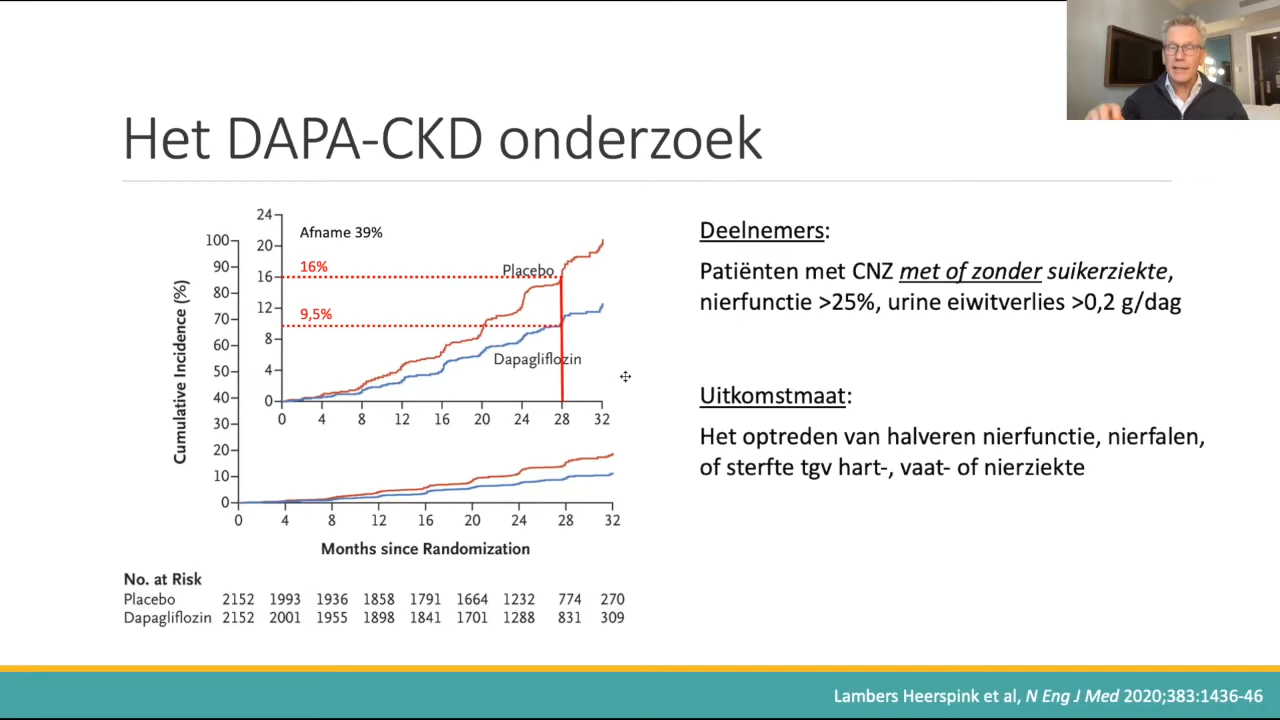 Het DAPA-CKD onderzoek
Cumulative Incidence (%)
100
90
80
70
60
50
40
30
20
10
0
24
20
16
12
8
4
0
Afname 39%
16%
9,5%
Placebo
Dapagliflozin
0 4 8 12 16 20 24 28 32
0 4 8 12 16 20 24 28 32
Months since Randomization
No. at Risk
Placebo 2152 1993 1936 1858 1791 1664 1232 774 270
Dapagliflozin 2152 2001 1955 1898 1841 1701 1288 831 309
Deelnemers:
Patiënten met CNZ met of zonder suikerziekte,
nierfunctie >25%, urine eiwitverlies >0,2 g/dag
Uitkomstmaat:
Het optreden van halveren nierfunctie, nierfalen,
of sterfte tgv hart-, vaat- of nierziekte
Lambers Heerspink et al, N Eng J Med 2020;383:1436-46